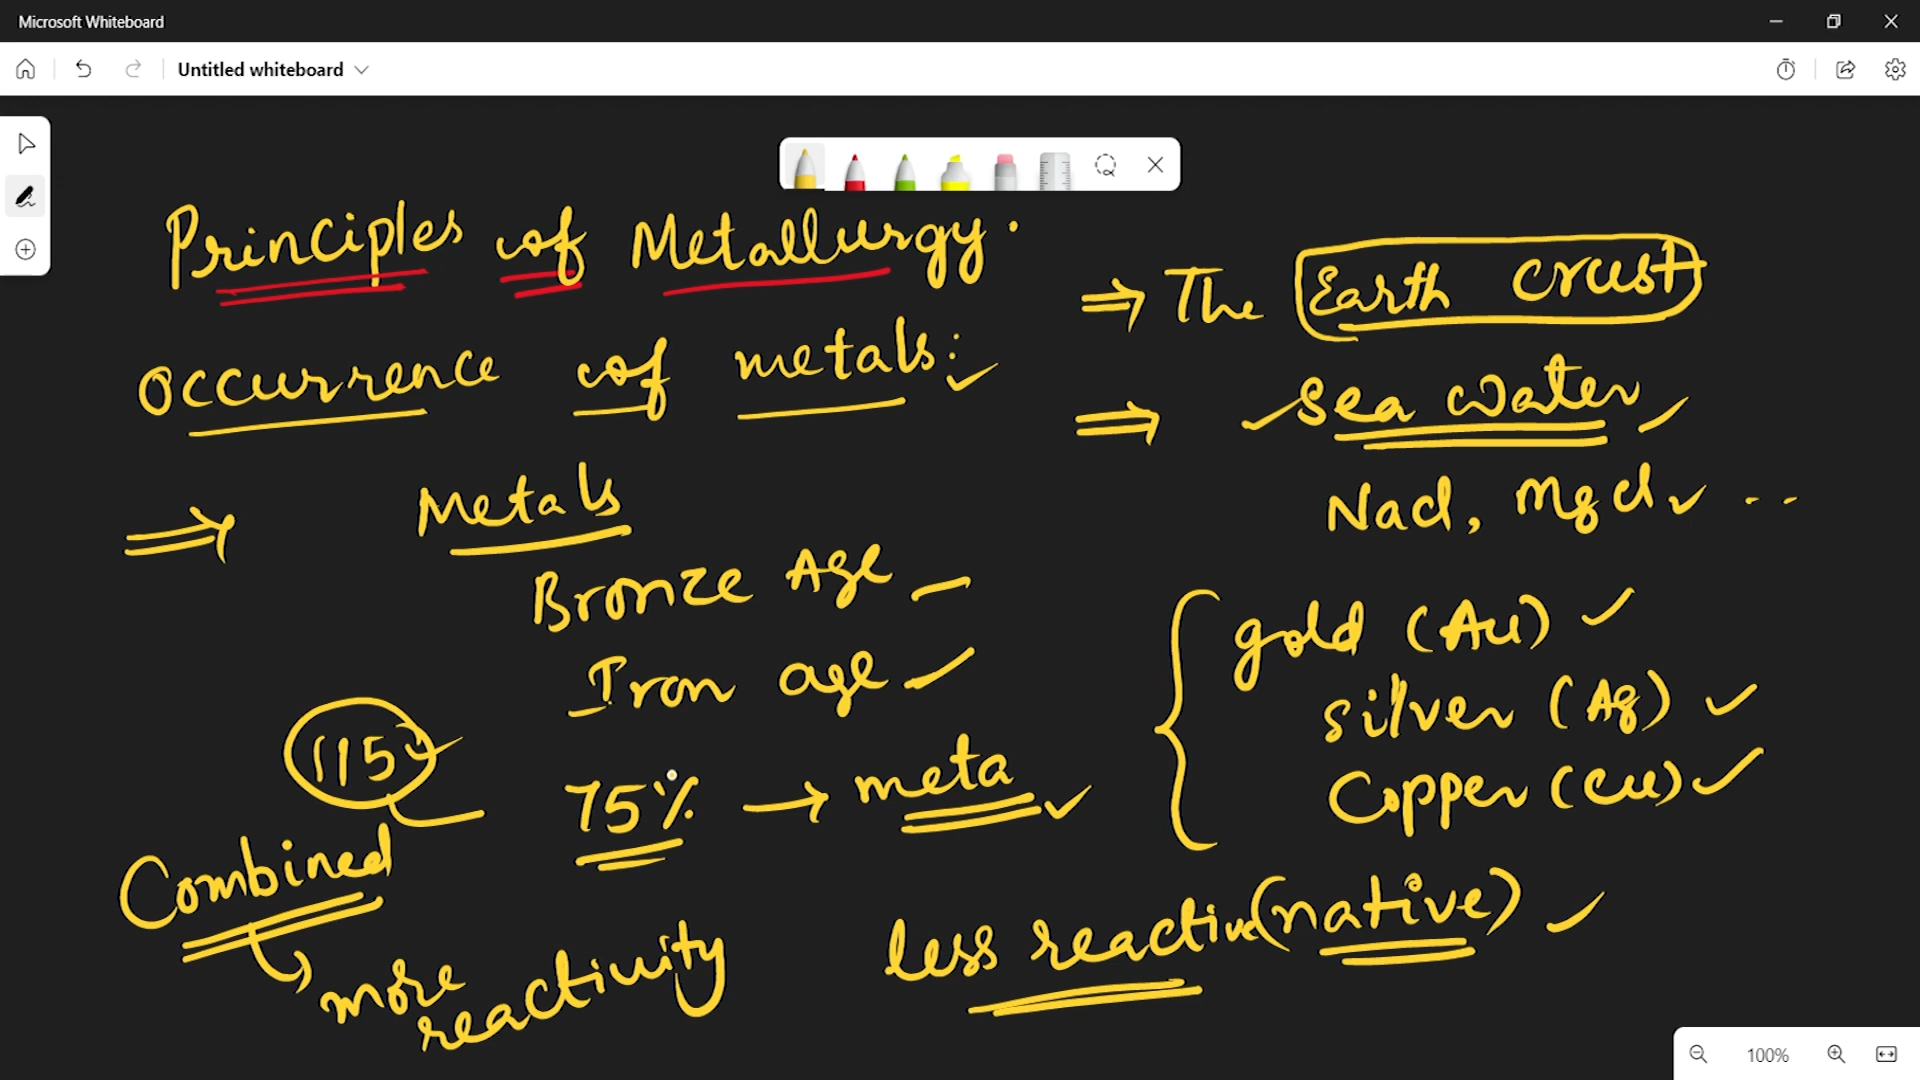 Microsoft Whiteboard
Untitled whiteboard
Principles of Metallurgy.
Occurrence of metals:
⇒ Metals
Bronze Age
Iron age
115
75% → meta
Combined
more
reactivity
⇒ The Earth crust
⇒ Sea water
Nacl, Mgcl ...
gold (Au)
silver (Ag)
Copper (Cu)
less reactive (native)
100%